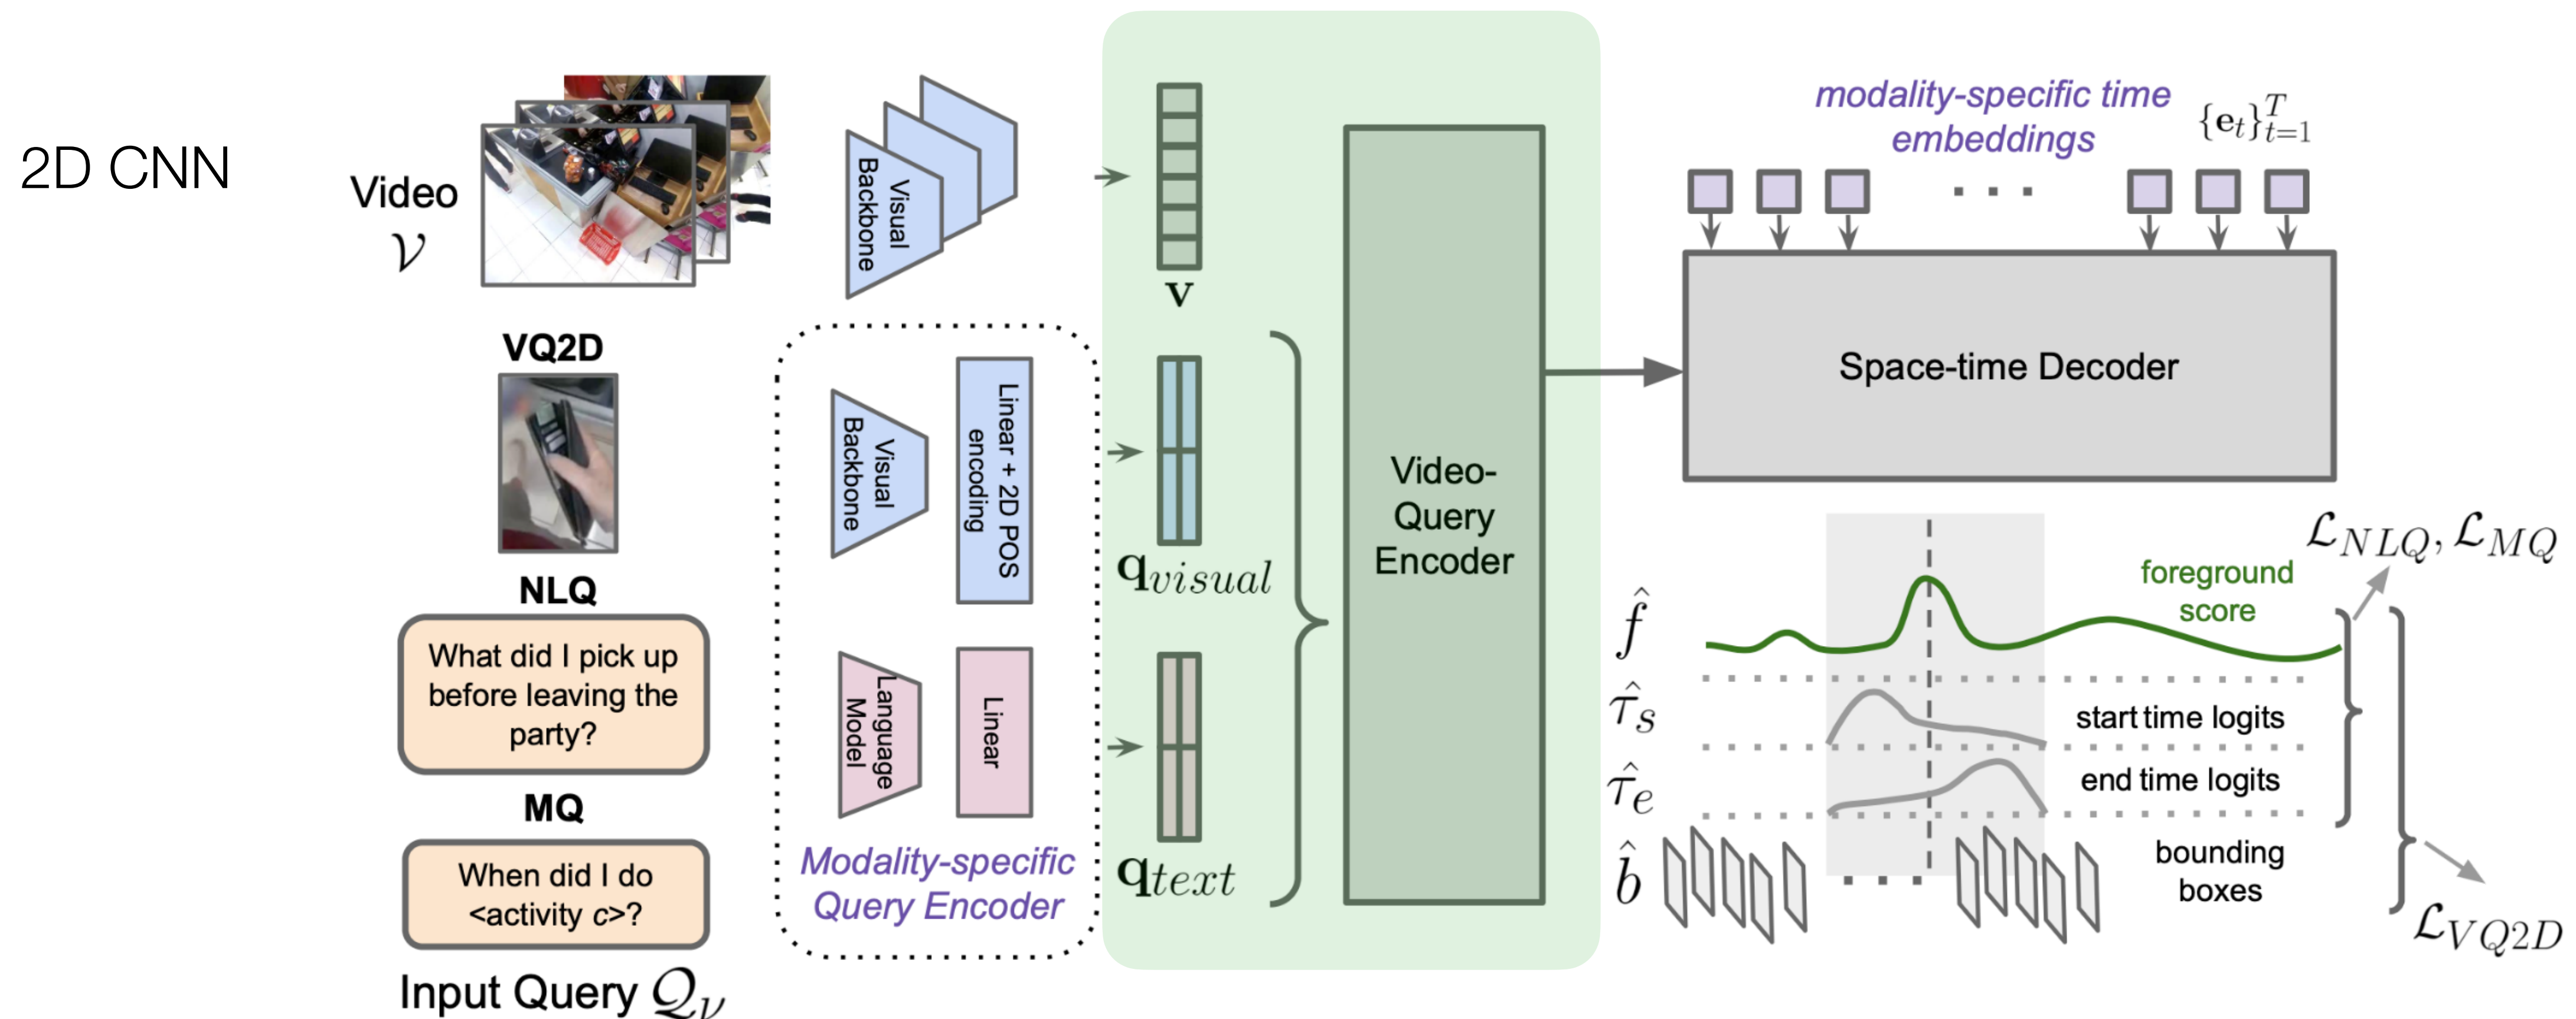 2D CNN
Video
𝒱
Visual
Backbone
v
VQ2D
Visual
Backbone
Linear + 2D POS
encoding
q_visual
NLQ
What did I pick up
before leaving the
party?
Language
Model
Linear
q_text
MQ
When did I do
<activity c>?
Modality-specific
Query Encoder
Input Query 𝒬_𝒱
Video-
Query
Encoder
modality-specific time
embeddings
{e_t}_{t=1}^T
. . .
Space-time Decoder
ℒ_NLQ, ℒ_MQ
foreground
score
f̂
τ̂_s
start time logits
τ̂_e
end time logits
b̂
. . .
bounding
boxes
ℒ_VQ2D